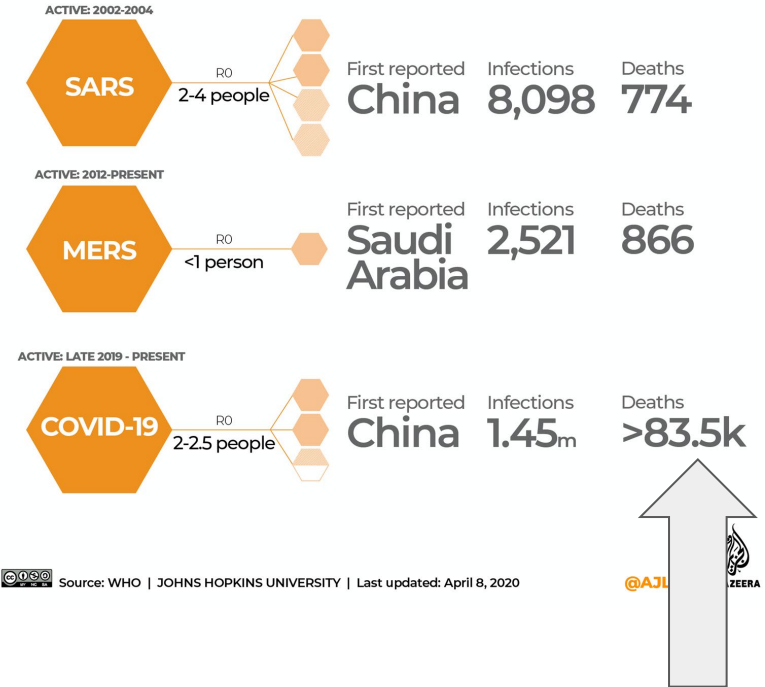 ACTIVE: 2002-2004
SARS
R0
2-4 people
First reported
China
Infections
8,098
Deaths
774
ACTIVE: 2012-PRESENT
MERS
R0
<1 person
First reported
Saudi
Arabia
Infections
2,521
Deaths
866
ACTIVE: LATE 2019 - PRESENT
COVID-19
R0
2-2.5 people
First reported
China
Infections
1.45m
Deaths
>83.5k
Source: WHO | JOHNS HOPKINS UNIVERSITY | Last updated: April 8, 2020